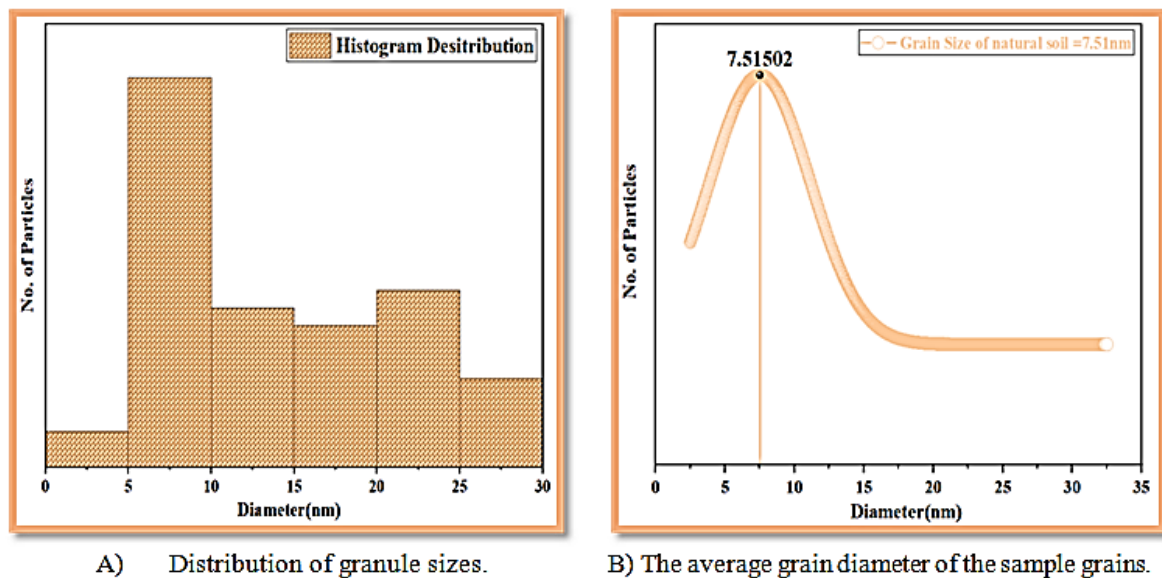 Histogram Desitribution
No. of Particles
0 5 10 15 20 25 30
Diameter(nm)
A) Distribution of granule sizes.
Grain Size of natural soil =7.51nm
7.51502
No. of Particles
0 5 10 15 20 25 30 35
Diameter(nm)
B) The average grain diameter of the sample grains.